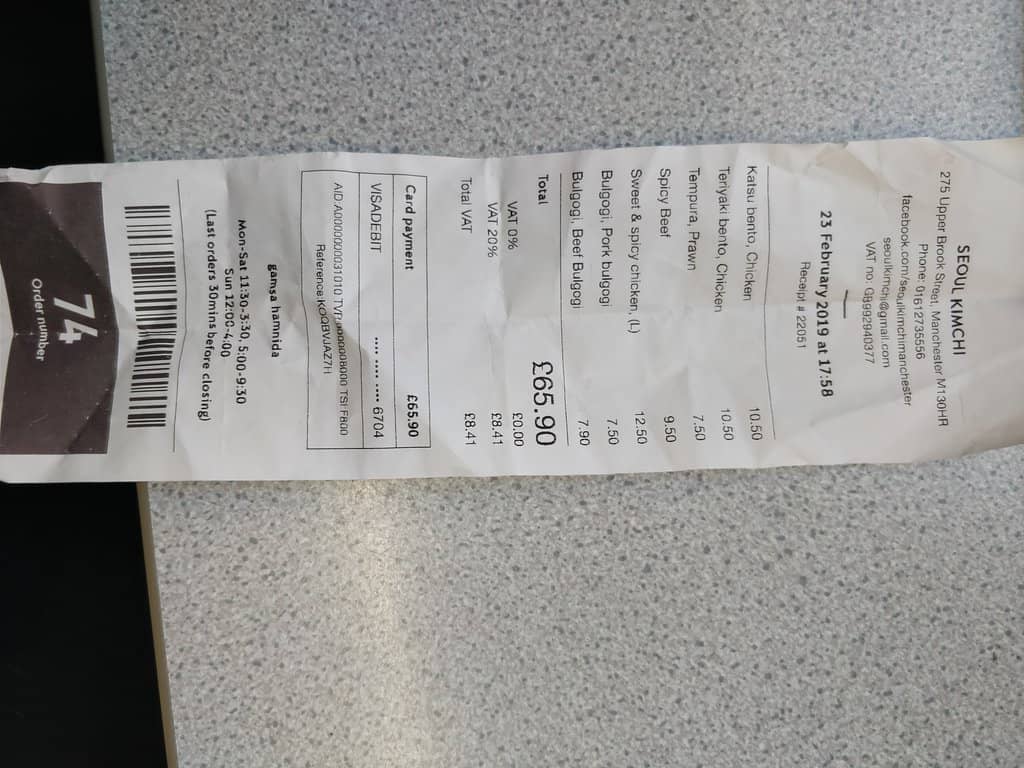 SEOUL KIMCHI
275 Upper Brook Street, Manchester M130HR
Phone: 01612735556
facebook.com/seoulkimchimanchester
seoulkimchi@gmail.com
VAT no: GB992940377
23 February 2019 at 17:58
Receipt # 22051
Katsu bento, Chicken 10.50
Teriyaki bento, Chicken 10.50
Tempura, Prawn 7.50
Spicy Beef 9.50
Sweet & spicy chicken, (L) 12.50
Bulgogi, Pork bulgogi 7.50
Bulgogi, Beef Bulgogi 7.90
Total £65.90
VAT 0% £0.00
VAT 20% £8.41
Total VAT £8.41
Card payment £65.90
VISADEBIT •••• •••• •••• 6704
AID:A0000000031010 TSI:F800
gamsa hamnida
Mon-Sat 11:30-3:30, 5:00-9:30
Sun 12:00-4:00
(Last orders 30mins before closing)
74
Order number